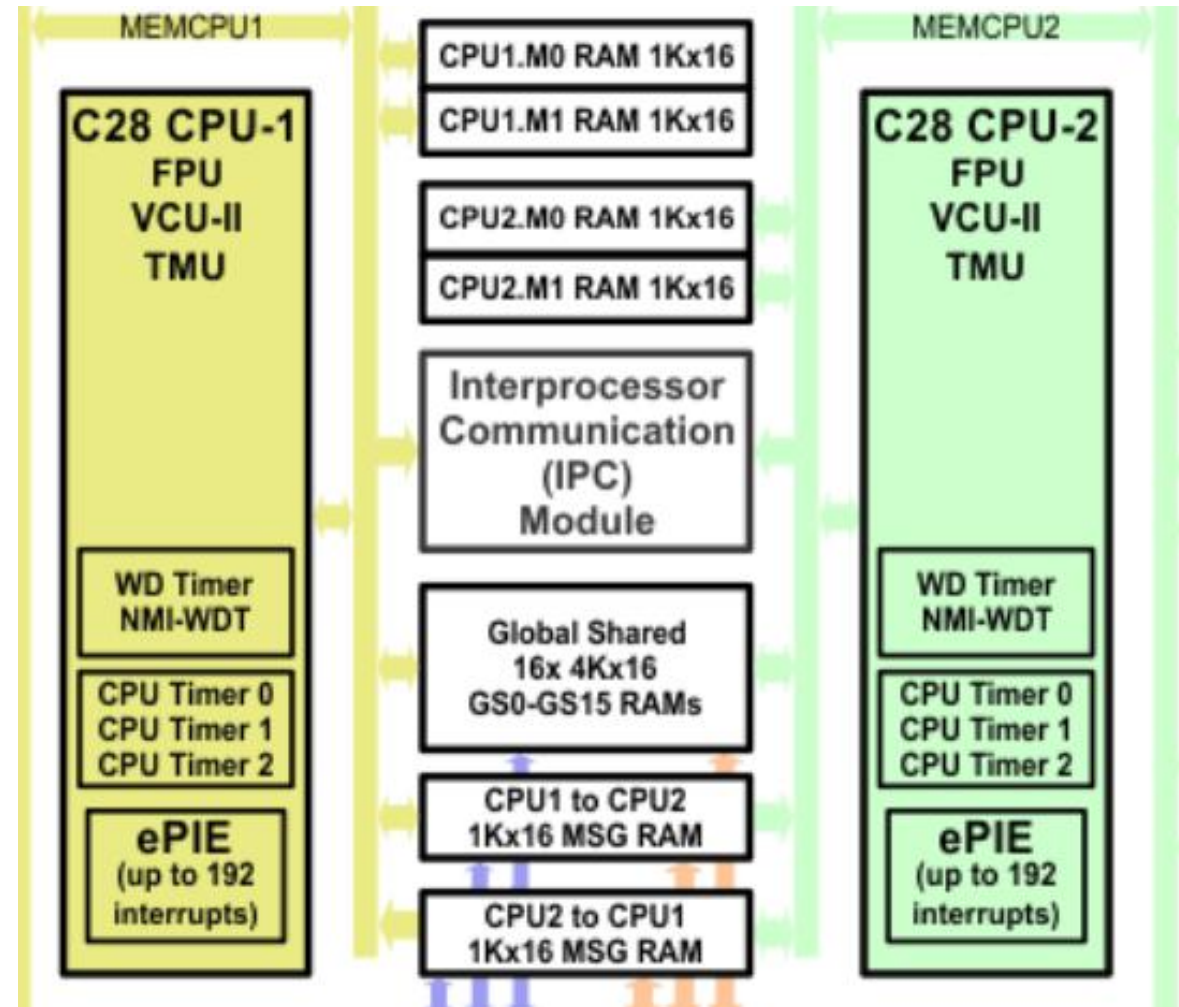 MEMCPU1
MEMCPU2
C28 CPU-1
FPU
VCU-II
TMU
WD Timer
NMI-WDT
CPU Timer 0
CPU Timer 1
CPU Timer 2
ePIE
(up to 192
interrupts)
CPU1.M0 RAM 1Kx16
CPU1.M1 RAM 1Kx16
CPU2.M0 RAM 1Kx16
CPU2.M1 RAM 1Kx16
Interprocessor
Communication
(IPC)
Module
Global Shared
16x 4Kx16
GS0-GS15 RAMs
CPU1 to CPU2
1Kx16 MSG RAM
CPU2 to CPU1
1Kx16 MSG RAM
C28 CPU-2
FPU
VCU-II
TMU
WD Timer
NMI-WDT
CPU Timer 0
CPU Timer 1
CPU Timer 2
ePIE
(up to 192
interrupts)